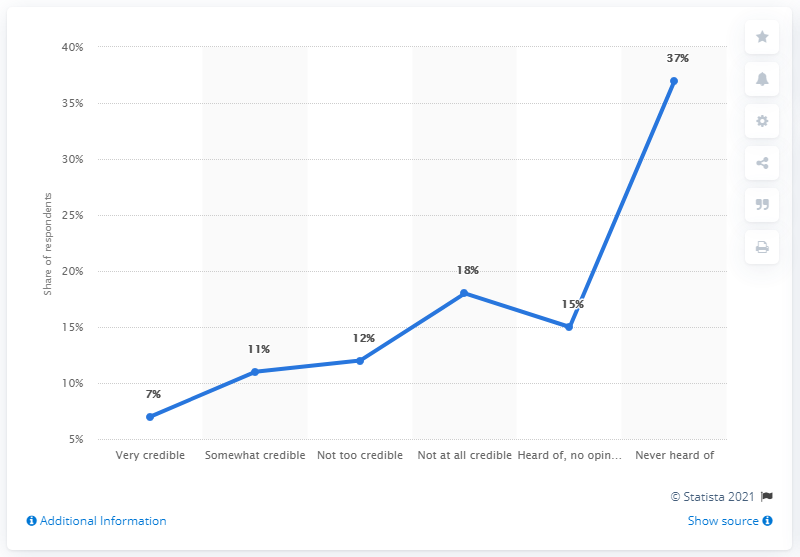 40%
37%
35%
30%
25%
Share of respondents
20%
18%
15%
15%
12%
11%
10%
7%
5%
Very credible
Somewhat credible
Not too credible
Not at all credible
Heard of, no opin...
Never heard of
© Statista 2021
Additional Information
Show source